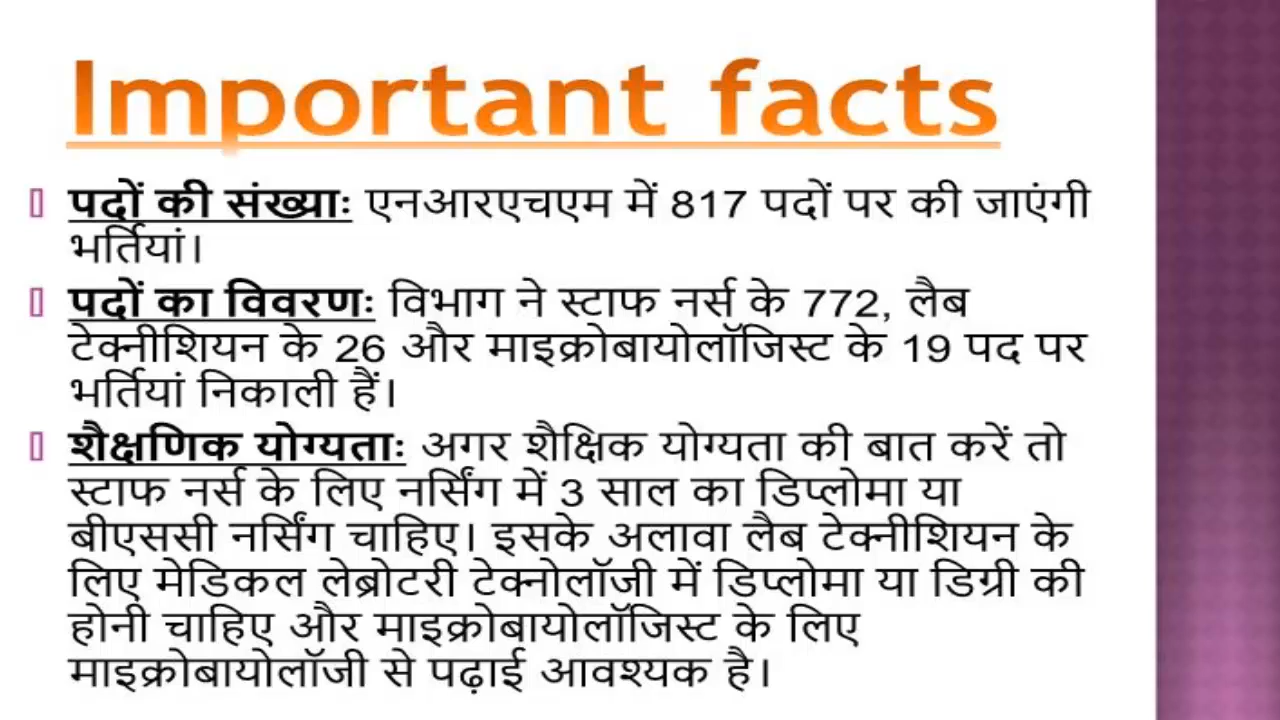 Important facts
पदों की संख्याः एनआरएचएम में 817 पदों पर की जाएंगी
भर्तियां।
पदों का विवरणः विभाग ने स्टाफ नर्स के 772, लैब
टेक्नीशियन के 26 और माइक्रोबायोलॉजिस्ट के 19 पद पर
भर्तियां निकाली हैं।
शैक्षणिक योग्यताः अगर शैक्षिक योग्यता की बात करें तो
स्टाफ नर्स के लिए नर्सिंग में 3 साल का डिप्लोमा या
बीएससी नर्सिंग चाहिए। इसके अलावा लैब टेक्नीशियन के
लिए मेडिकल लेब्रोटरी टेक्नोलॉजी में डिप्लोमा या डिग्री की
होनी चाहिए और माइक्रोबायोलॉजिस्ट के लिए
माइक्रोबायोलॉजी से पढ़ाई आवश्यक है।